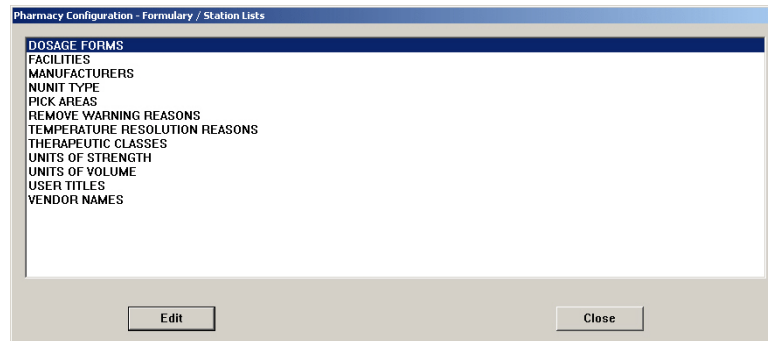 Pharmacy Configuration - Formulary / Station Lists
DOSAGE FORMS
FACILITIES
MANUFACTURERS
NUNIT TYPE
PICK AREAS
REMOVE WARNING REASONS
TEMPERATURE RESOLUTION REASONS
THERAPEUTIC CLASSES
UNITS OF STRENGTH
UNITS OF VOLUME
USER TITLES
VENDOR NAMES
Edit
Close